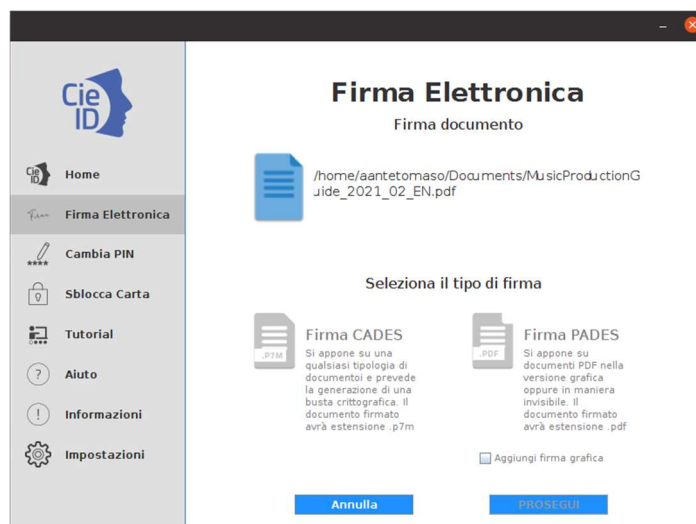 Cie
ID
Cie
ID
Home
Firma
Firma Elettronica
Cambia PIN
Sblocca Carta
Tutorial
?
Aiuto
!
Informazioni
Impostazioni
Firma Elettronica
Firma documento
/home/aantetomaso/Documents/MusicProductionG
uide_2021_02_EN.pdf
Seleziona il tipo di firma
.P7M
Firma CADES
Si appone su una
qualsiasi tipologia di
documentoi e prevede
la generazione di una
busta crittografica. Il
documento firmato
avrà estensione .p7m
.PDF
Firma PADES
Si appone su
documenti PDF nella
versione grafica
oppure in maniera
invisibile. Il
documento firmato
avrà estensione .pdf
Aggiungi firma grafica
Annulla
PROSEGUI